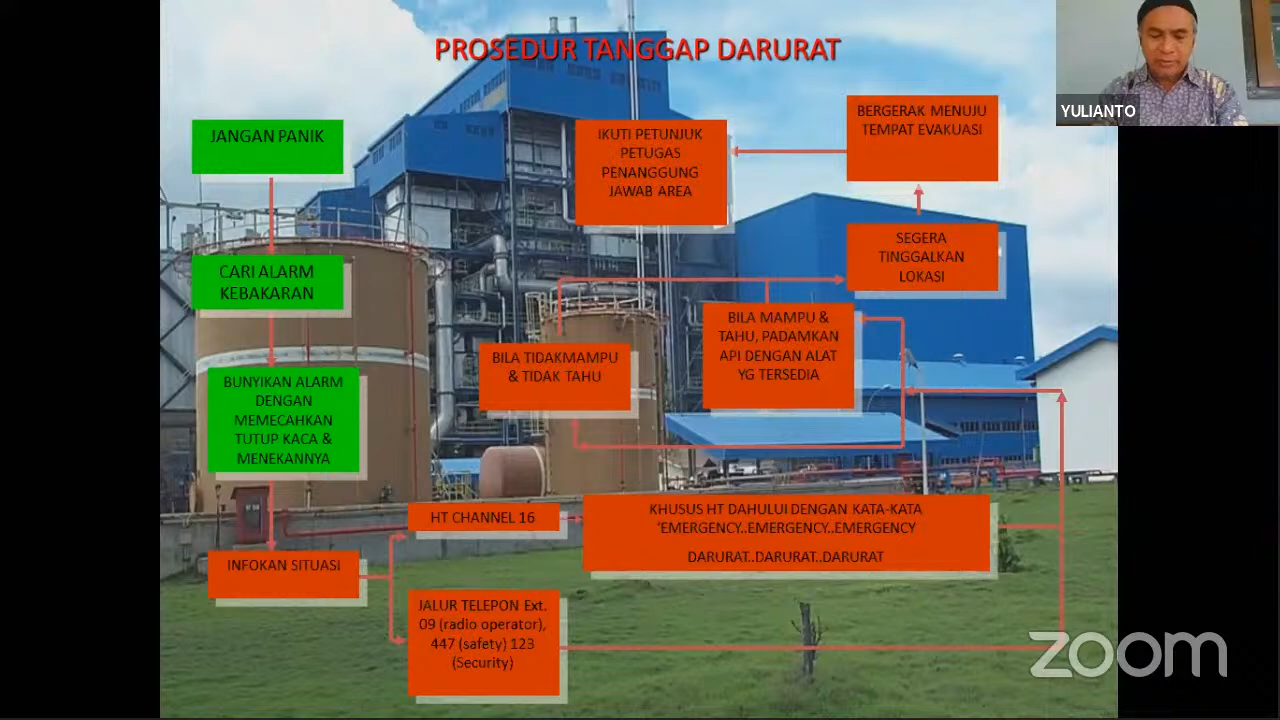 PROSEDUR TANGGAP DARURAT
YULIANTO
JANGAN PANIK
CARI ALARM
KEBAKARAN
BUNYIKAN ALARM
DENGAN
MEMECAHKAN
TUTUP KACA &
MENEKANNYA
INFOKAN SITUASI
HT CHANNEL 16
KHUSUS HT DAHULUI DENGAN KATA-KATA
'EMERGENCY..EMERGENCY..EMERGENCY
DARURAT..DARURAT..DARURAT
JALUR TELEPON Ext.
09 (radio operator),
447 (safety) 123
(Security)
BILA TIDAKMAMPU
& TIDAK TAHU
BILA MAMPU &
TAHU, PADAMKAN
API DENGAN ALAT
YG TERSEDIA
SEGERA
TINGGALKAN
LOKASI
BERGERAK MENUJU
TEMPAT EVAKUASI
IKUTI PETUNJUK
PETUGAS
PENANGGUNG
JAWAB AREA
zoom